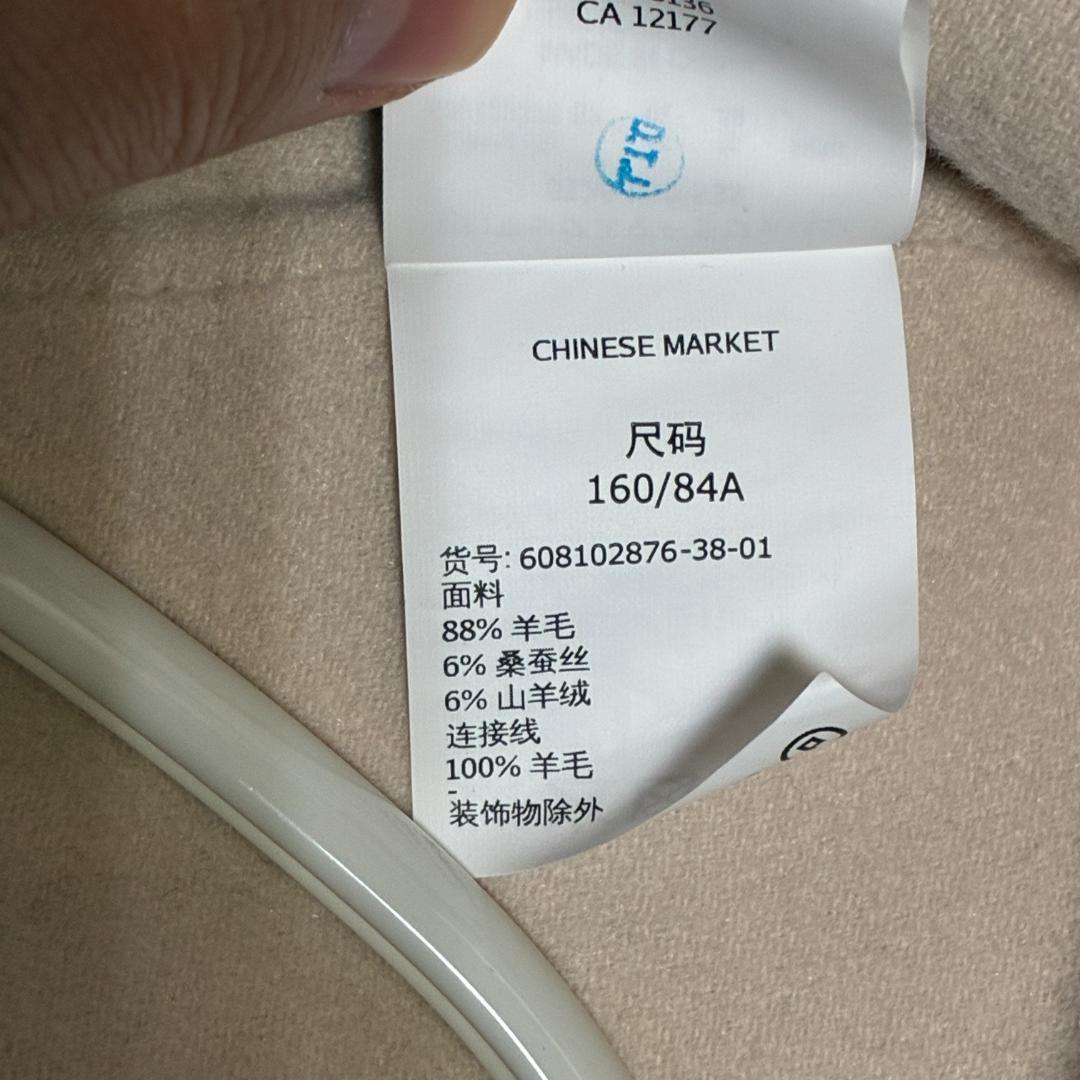 CA 12177
CHINESE MARKET
尺码
160/84A
货号: 608102876-38-01
面料
88% 羊毛
6% 桑蚕丝
6% 山羊绒
连接线
100% 羊毛
-
装饰物除外